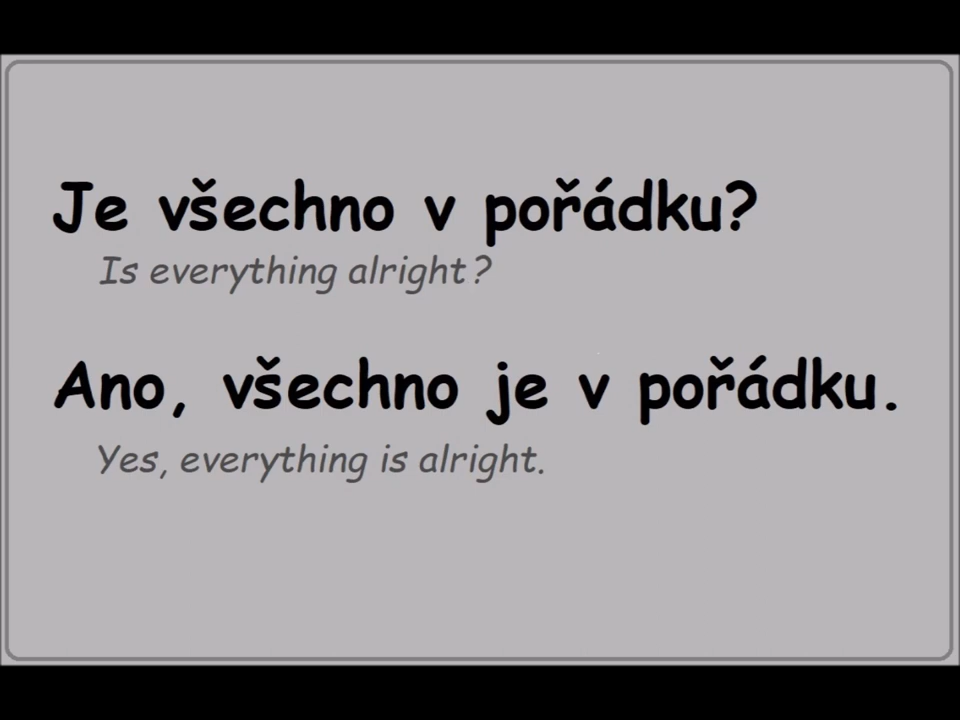 Je všechno v pořádku?
Is everything alright?
Ano, všechno je v pořádku.
Yes, everything is alright.